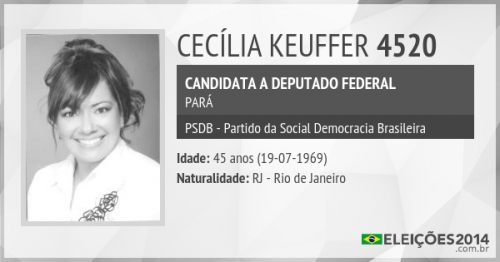 CECÍLIA KEUFFER 4520
CANDIDATA A DEPUTADO FEDERAL
PARÁ
PSDB - Partido da Social Democracia Brasileira
Idade: 45 anos (19-07-1969)
Naturalidade: RJ - Rio de Janeiro
ELEIÇÕES2014
.com.br